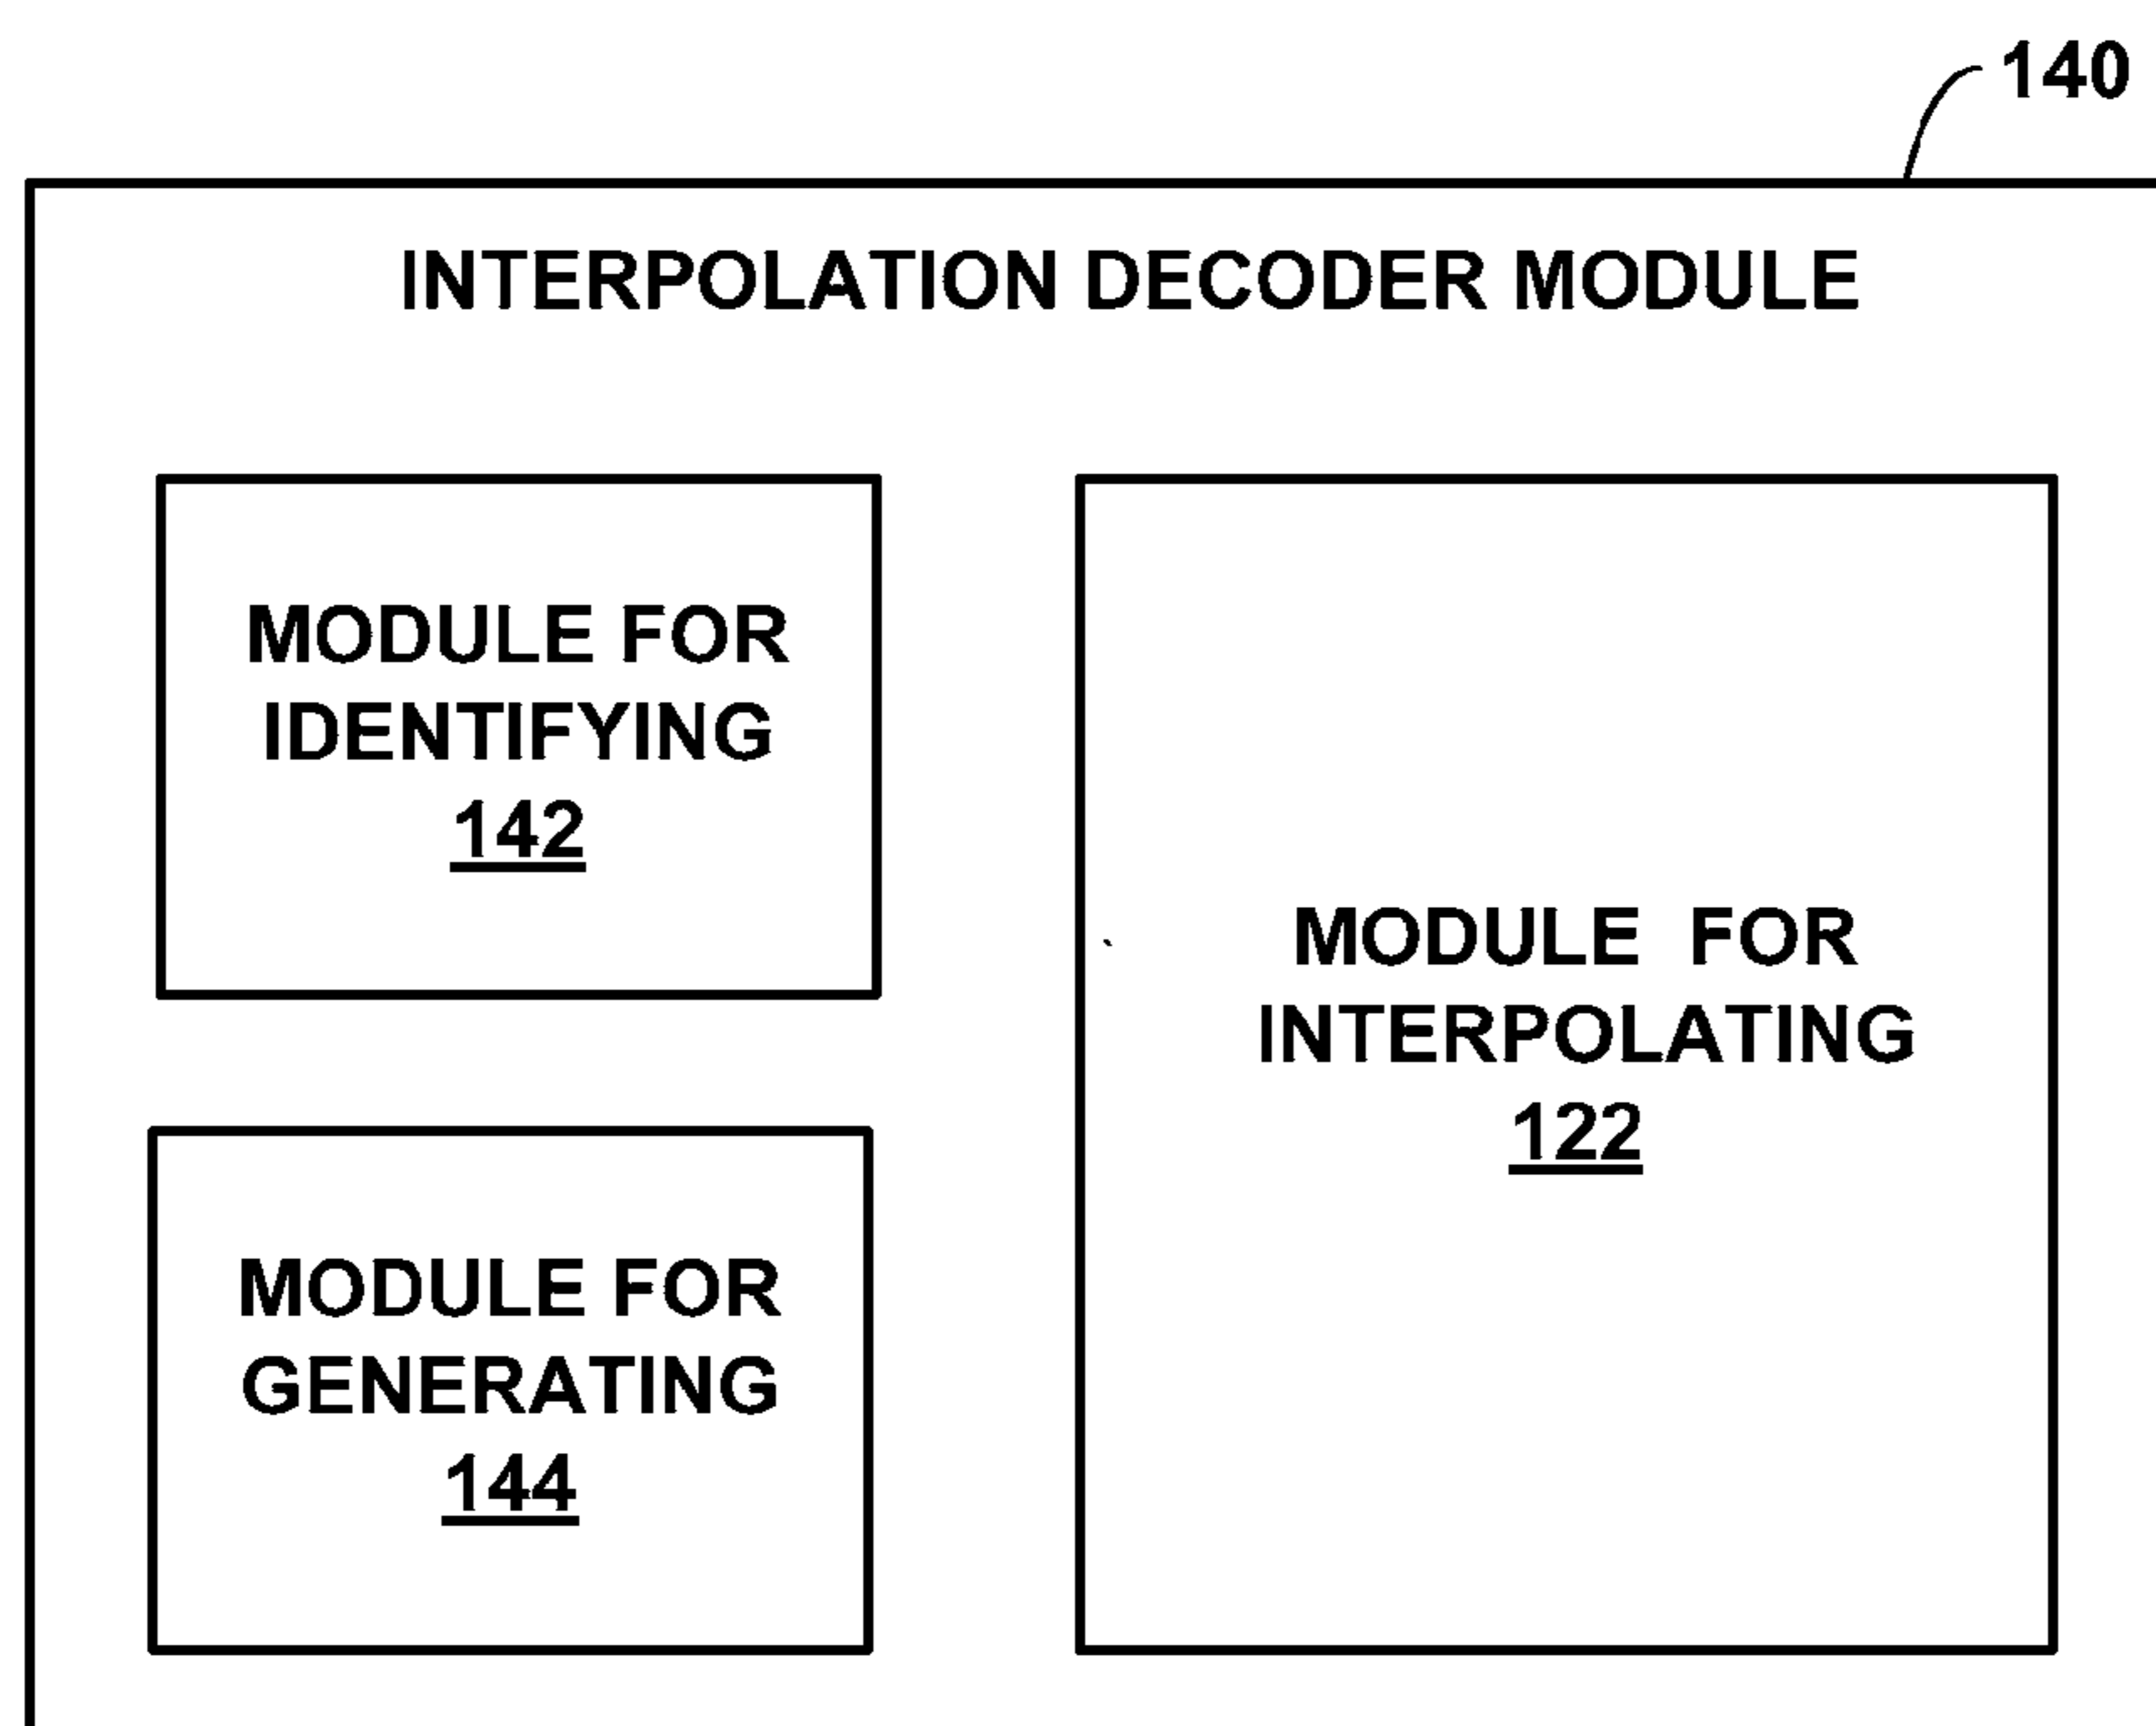 140
INTERPOLATION DECODER MODULE
MODULE FOR
IDENTIFYING
142
MODULE FOR
INTERPOLATING
122
MODULE FOR
GENERATING
144